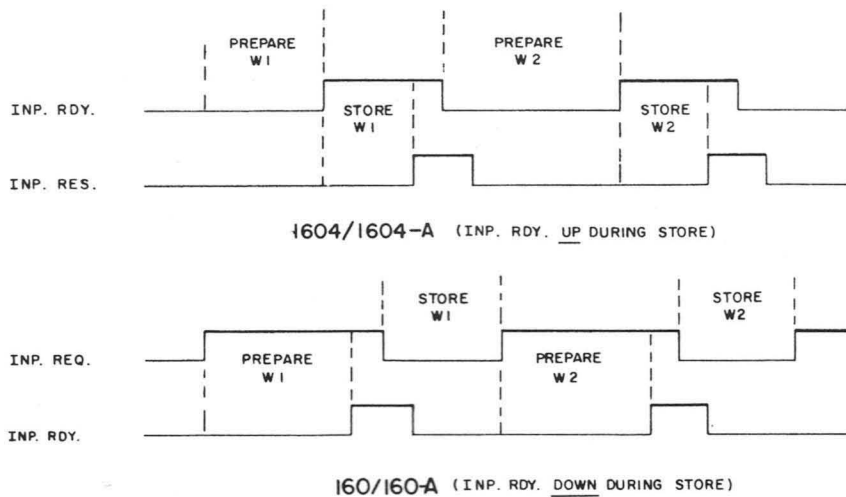 PREPARE
W1
PREPARE
W2
INP. RDY.
STORE
W1
STORE
W2
INP. RES.
1604/1604-A (INP. RDY. UP DURING STORE)
STORE
W1
STORE
W2
INP. REQ.
PREPARE
W1
PREPARE
W2
INP. RDY.
160/160-A (INP. RDY. DOWN DURING STORE)